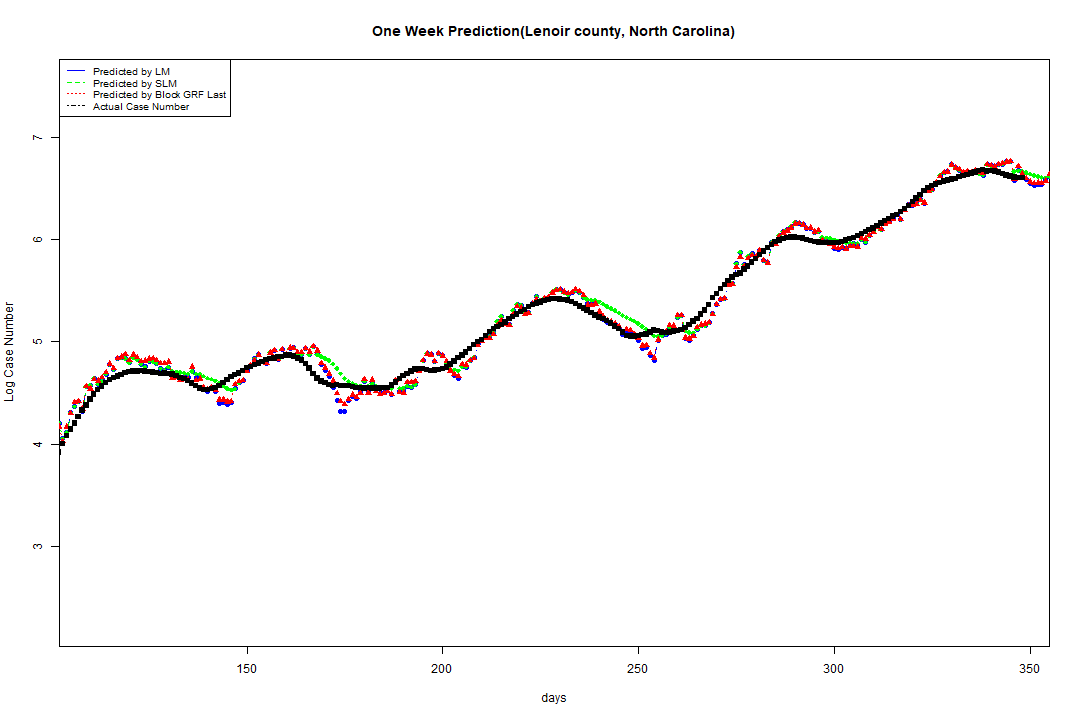 One Week Prediction(Lenoir county, North Carolina)
Predicted by LM
Predicted by SLM
Predicted by Block GRF Last
Actual Case Number
7
6
5
4
3
Log Case Number
150 200 250 300 350
days